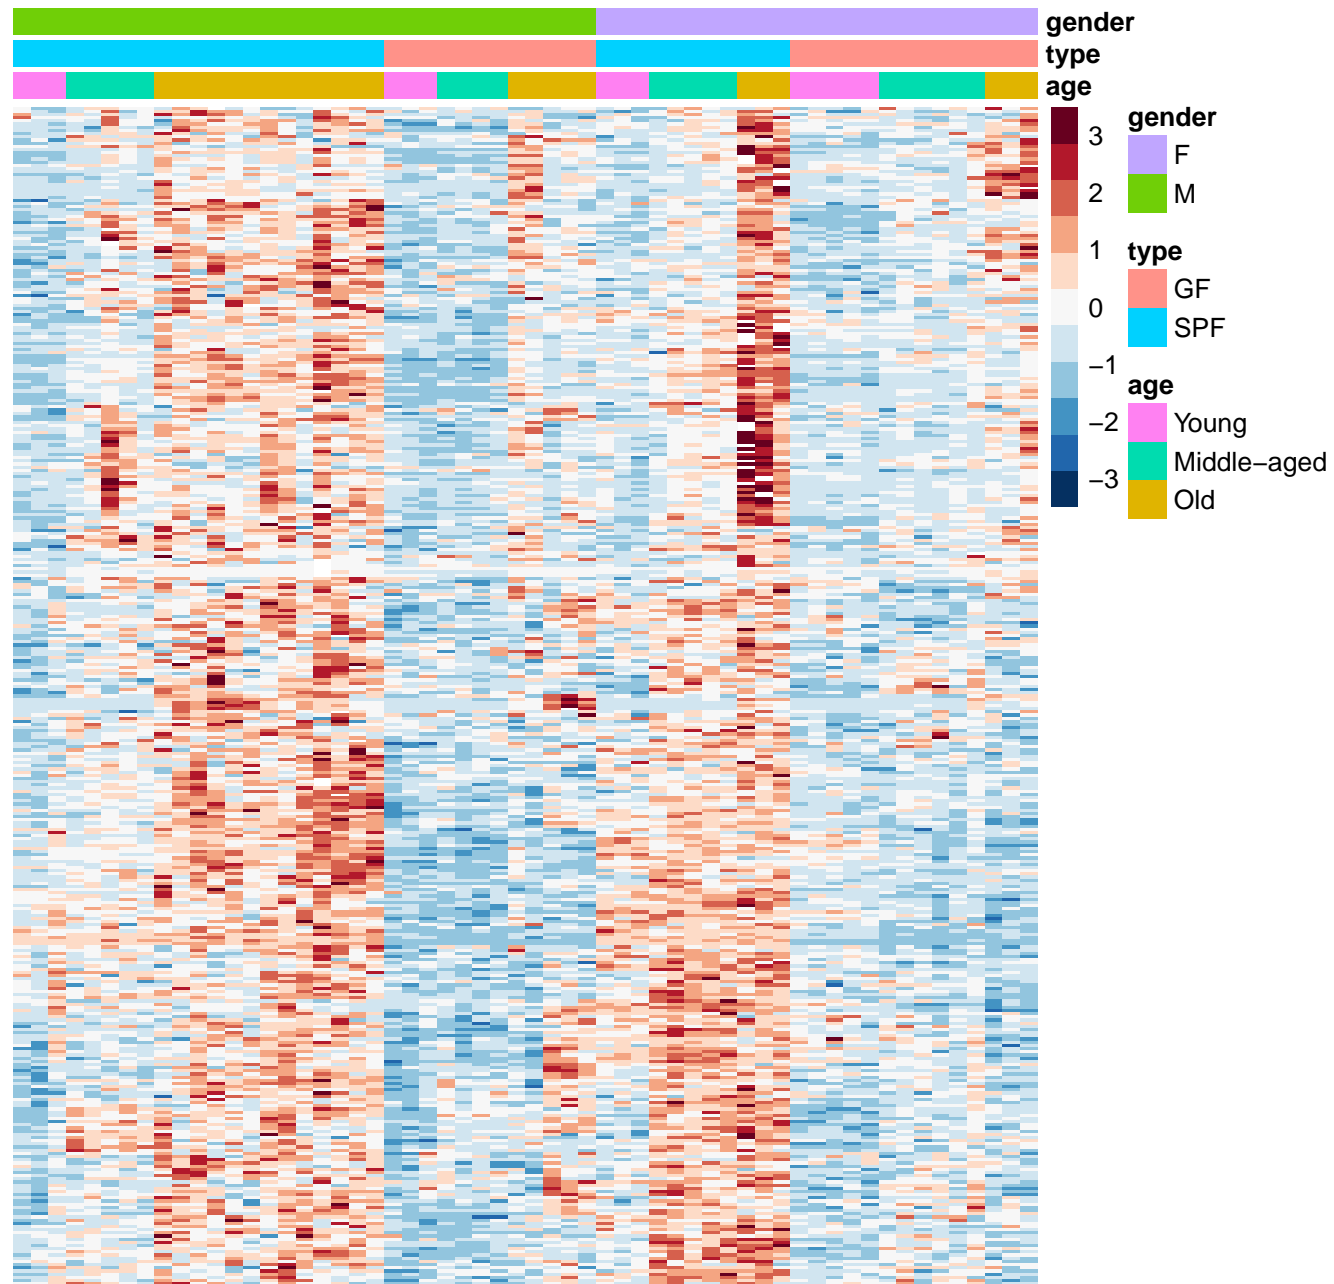 gender
type
age
3
2
1
0
−1
−2
−3
gender
F
M
type
GF
SPF
age
Young
Middle−aged
Old